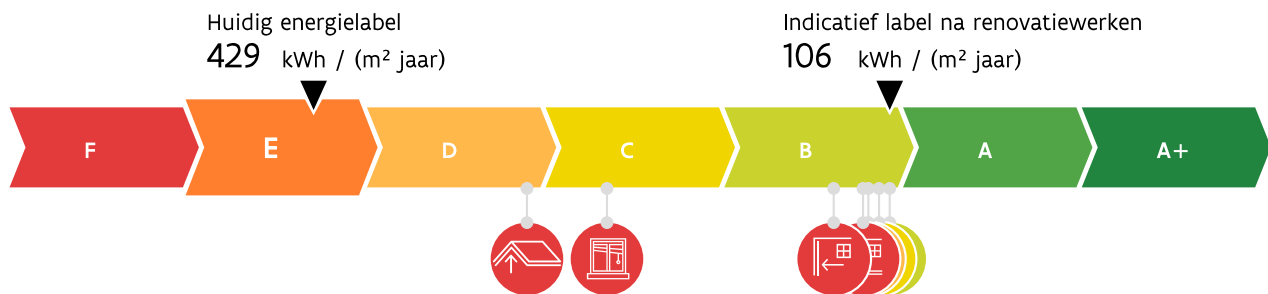 Huidig energielabel
429 kWh / (m² jaar)
Indicatief label na renovatiewerken
106 kWh / (m² jaar)
F E D C B A A+